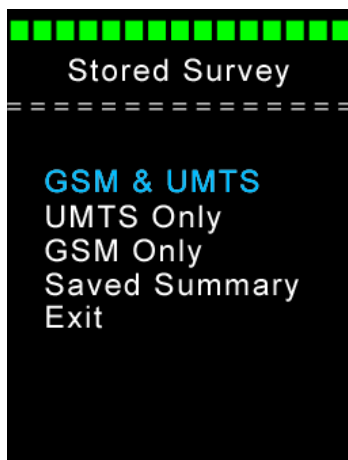 Stored Survey
===============
GSM & UMTS
UMTS Only
GSM Only
Saved Summary
Exit